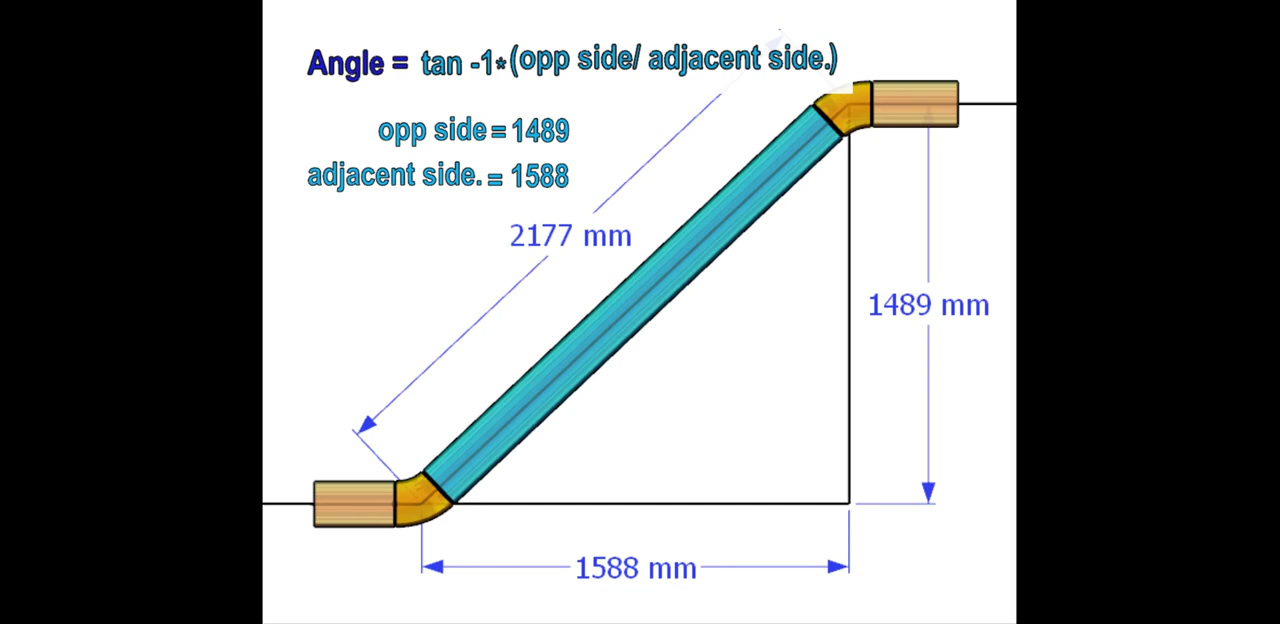 Angle = tan -1*(opp side/ adjacent side.)
opp side = 1489
adjacent side. = 1588
2177 mm
1489 mm
1588 mm